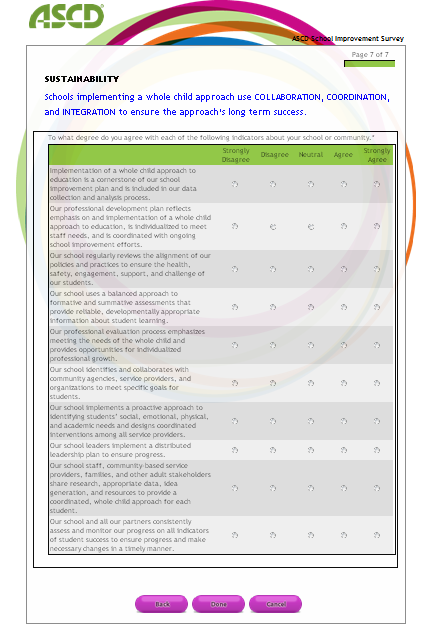 ASCD®
ASCD School Improvement Survey
Page 7 of 7
SUSTAINABILITY
Schools implementing a whole child approach use COLLABORATION, COORDINATION,
and INTEGRATION to ensure the approach's long term success.
To what degree do you agree with each of the following indicators about your school or community.*
Strongly Disagree Disagree Neutral Agree Strongly Agree
Implementation of a whole child approach to
education is a cornerstone of our school
improvement plan and is included in our data
collection and analysis process.
Our professional development plan reflects
emphasis on and implementation of a whole child
approach to education, is individualized to meet
staff needs, and is coordinated with ongoing
school improvement efforts.
Our school regularly reviews the alignment of our
policies and practices to ensure the health,
safety, engagement, support, and challenge of
our students.
Our school uses a balanced approach to
formative and summative assessments that
provide reliable, developmentally appropriate
information about student learning.
Our professional evaluation process emphasizes
meeting the needs of the whole child and
provides opportunities for individualized
professional growth.
Our school identifies and collaborates with
community agencies, service providers, and
organizations to meet specific goals for
students.
Our school implements a proactive approach to
identifying students' social, emotional, physical,
and academic needs and designs coordinated
interventions among all service providers.
Our school leaders implement a distributed
leadership plan to ensure progress.
Our school staff, community-based service
providers, families, and other adult stakeholders
share research, appropriate data, idea
generation, and resources to provide a
coordinated, whole child approach for each
student.
Our school and all our partners consistently
assess and monitor our progress on all indicators
of student success to ensure progress and make
necessary changes in a timely manner.
Back Done Cancel